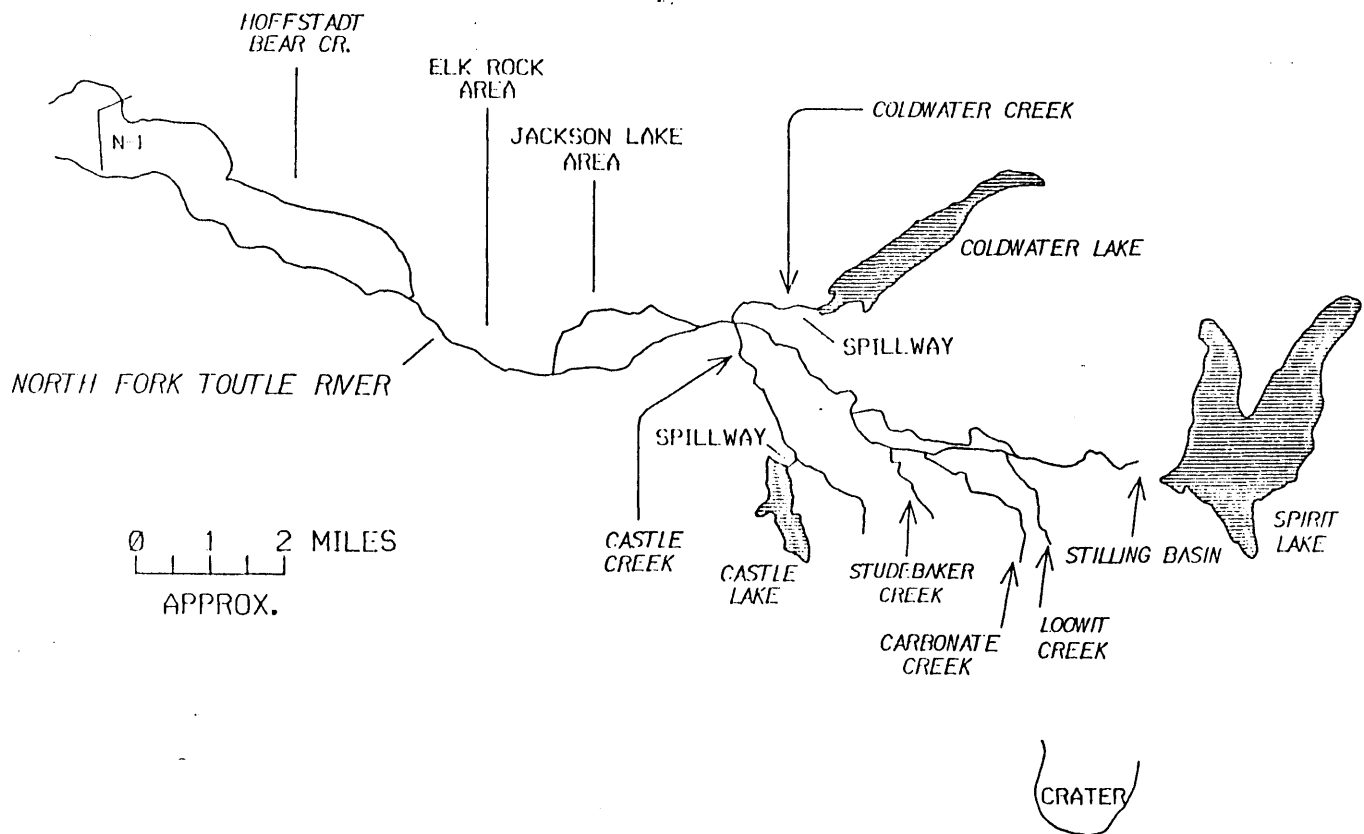 HOFFSTADT
BEAR CR.
ELK ROCK
AREA
JACKSON LAKE
AREA
COLDWATER CREEK
N-1
COLDWATER LAKE
SPILLWAY
NORTH FORK TOUTLE RIVER
SPILLWAY
0 1 2 MILES
APPROX.
CASTLE
CREEK
CASTLE
LAKE
STUDEBAKER
CREEK
STILLING BASIN
SPIRIT
LAKE
CARBONATE
CREEK
LOOWIT
CREEK
CRATER